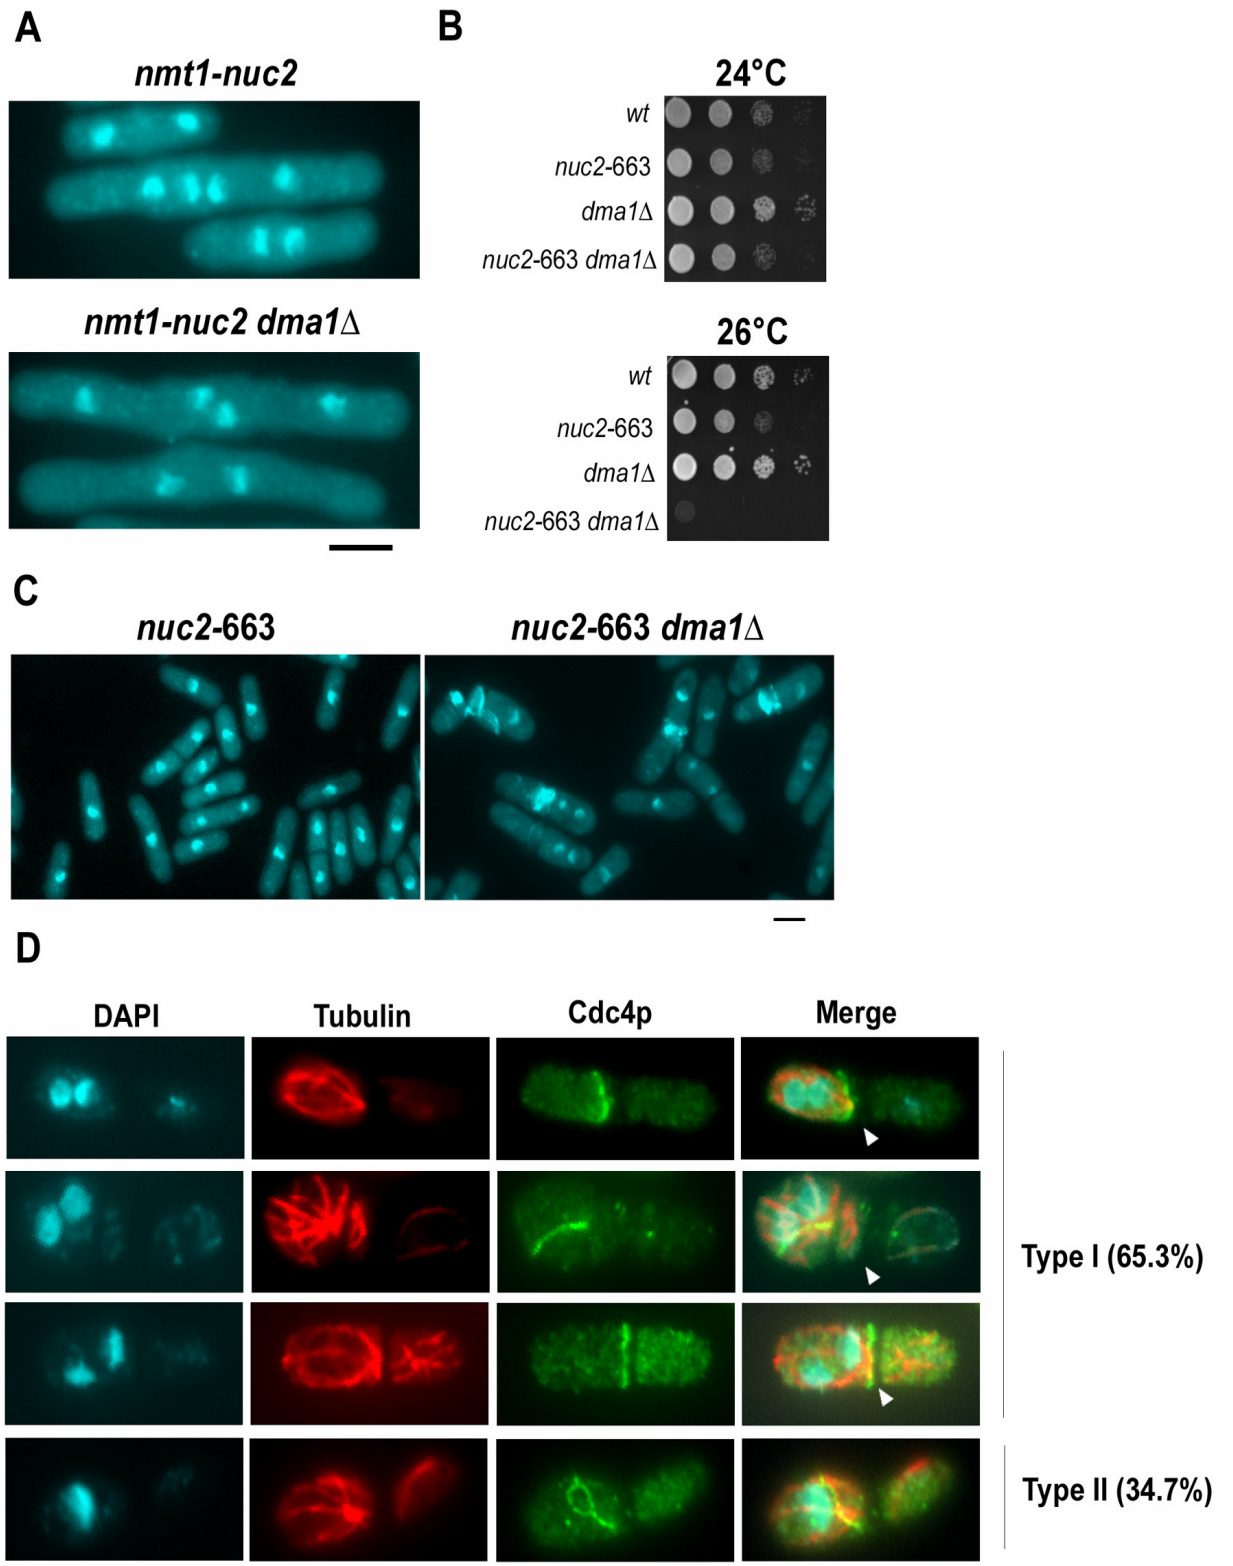 A
B
nmt1-nuc2
24°C
wt
nuc2-663
dma1Δ
nuc2-663 dma1Δ
nmt1-nuc2 dma1Δ
26°C
wt
nuc2-663
dma1Δ
nuc2-663 dma1Δ
C
nuc2-663
nuc2-663 dma1Δ
D
DAPI
Tubulin
Cdc4p
Merge
Type I (65.3%)
Type II (34.7%)